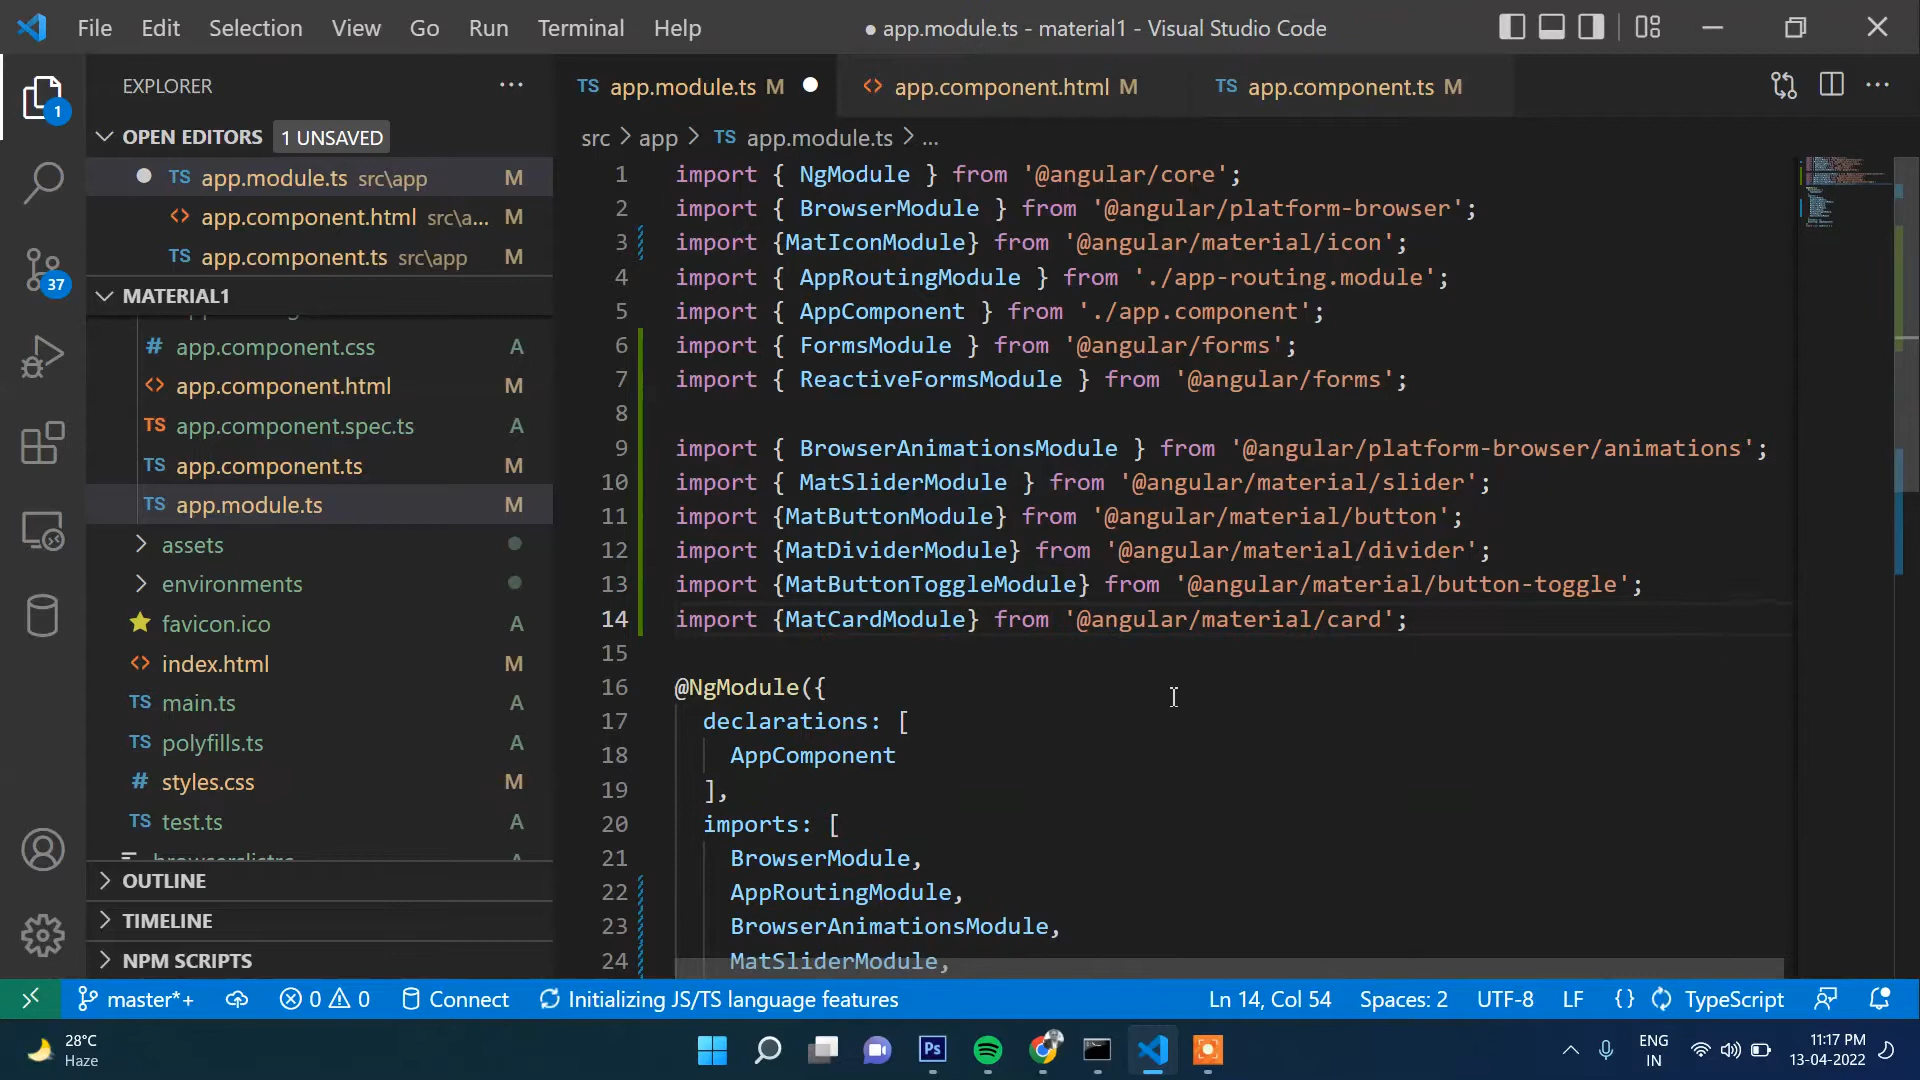 File Edit Selection View Go Run Terminal Help
● app.module.ts - material1 - Visual Studio Code
EXPLORER
OPEN EDITORS 1 UNSAVED
TS app.module.ts src\app M
<> app.component.html src\a... M
TS app.component.ts src\app M
MATERIAL1
# app.component.css A
<> app.component.html M
TS app.component.spec.ts A
TS app.component.ts M
TS app.module.ts M
assets
environments
favicon.ico A
<> index.html M
TS main.ts A
TS polyfills.ts A
# styles.css M
TS test.ts A
OUTLINE
TIMELINE
NPM SCRIPTS
1
37
TS app.module.ts M
<> app.component.html M
TS app.component.ts M
src > app > TS app.module.ts > ...
1 import { NgModule } from '@angular/core';
2 import { BrowserModule } from '@angular/platform-browser';
3 import {MatIconModule} from '@angular/material/icon';
4 import { AppRoutingModule } from './app-routing.module';
5 import { AppComponent } from './app.component';
6 import { FormsModule } from '@angular/forms';
7 import { ReactiveFormsModule } from '@angular/forms';
8
9 import { BrowserAnimationsModule } from '@angular/platform-browser/animations';
10 import { MatSliderModule } from '@angular/material/slider';
11 import {MatButtonModule} from '@angular/material/button';
12 import {MatDividerModule} from '@angular/material/divider';
13 import {MatButtonToggleModule} from '@angular/material/button-toggle';
14 import {MatCardModule} from '@angular/material/card';
15
16 @NgModule({
17 declarations: [
18 AppComponent
19 ],
20 imports: [
21 BrowserModule,
22 AppRoutingModule,
23 BrowserAnimationsModule,
24 MatSliderModule,
master*+ 0 0 Connect Initializing JS/TS language features Ln 14, Col 54 Spaces: 2 UTF-8 LF {} TypeScript
28°C
Haze
Ps
ENG
IN
11:17 PM
13-04-2022